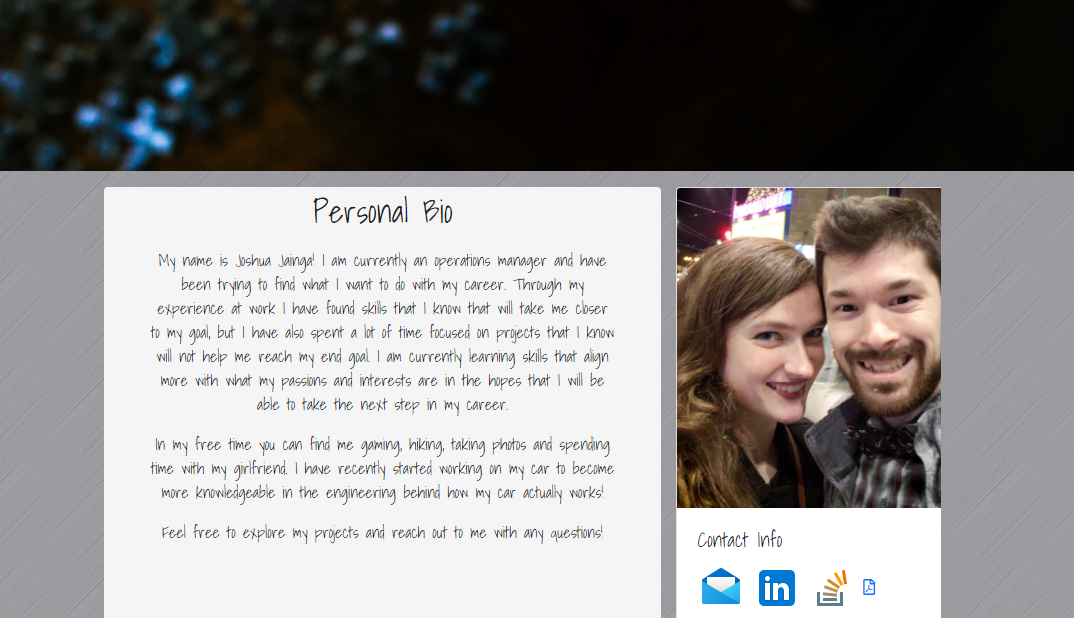 Personal Bio
My name is Joshua Jainga! I am currently an operations manager and have
been trying to find what I want to do with my career. Through my
experience at work I have found skills that I know that will take me closer
to my goal, but I have also spent a lot of time focused on projects that I know
will not help me reach my end goal. I am currently learning skills that align
more with what my passions and interests are in the hopes that I will be
able to take the next step in my career.
In my free time you can find me gaming, hiking, taking photos and spending
time with my girlfriend. I have recently started working on my car to become
more knowledgeable in the engineering behind how my car actually works!
Feel free to explore my projects and reach out to me with any questions!
Contact Info
in